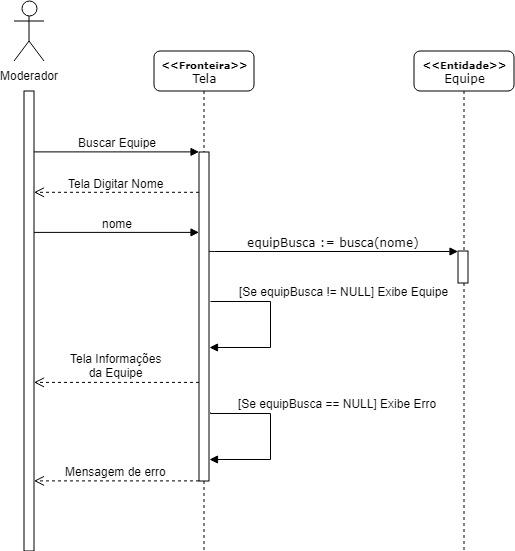 Moderador
<<Fronteira>>
Tela
<<Entidade>>
Equipe
Buscar Equipe
Tela Digitar Nome
nome
equipBusca := busca(nome)
[Se equipBusca != NULL] Exibe Equipe
Tela Informações
da Equipe
[Se equipBusca == NULL] Exibe Erro
Mensagem de erro